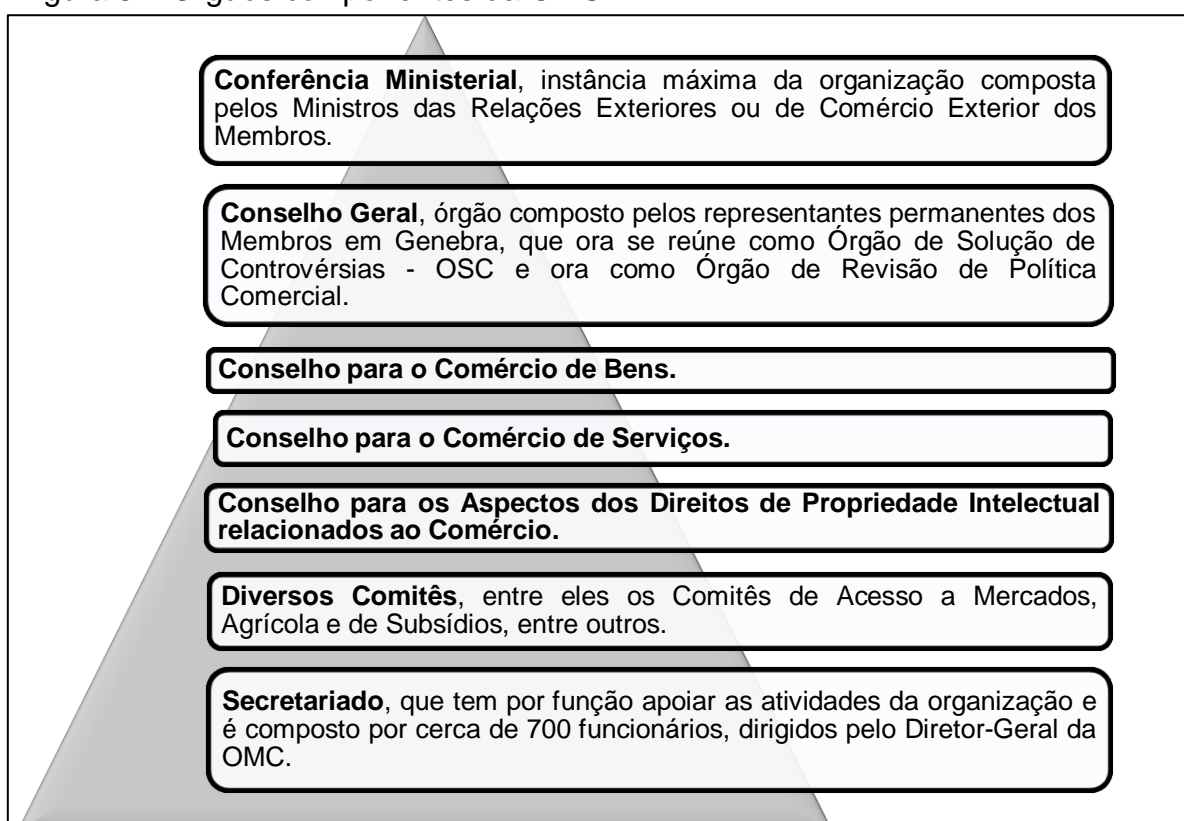 Conferência Ministerial, instância máxima da organização composta
pelos Ministros das Relações Exteriores ou de Comércio Exterior dos
Membros.
Conselho Geral, órgão composto pelos representantes permanentes dos
Membros em Genebra, que ora se reúne como Órgão de Solução de
Controvérsias - OSC e ora como Órgão de Revisão de Política
Comercial.
Conselho para o Comércio de Bens.
Conselho para o Comércio de Serviços.
Conselho para os Aspectos dos Direitos de Propriedade Intelectual
relacionados ao Comércio.
Diversos Comitês, entre eles os Comitês de Acesso a Mercados,
Agrícola e de Subsídios, entre outros.
Secretariado, que tem por função apoiar as atividades da organização e
é composto por cerca de 700 funcionários, dirigidos pelo Diretor-Geral da
OMC.